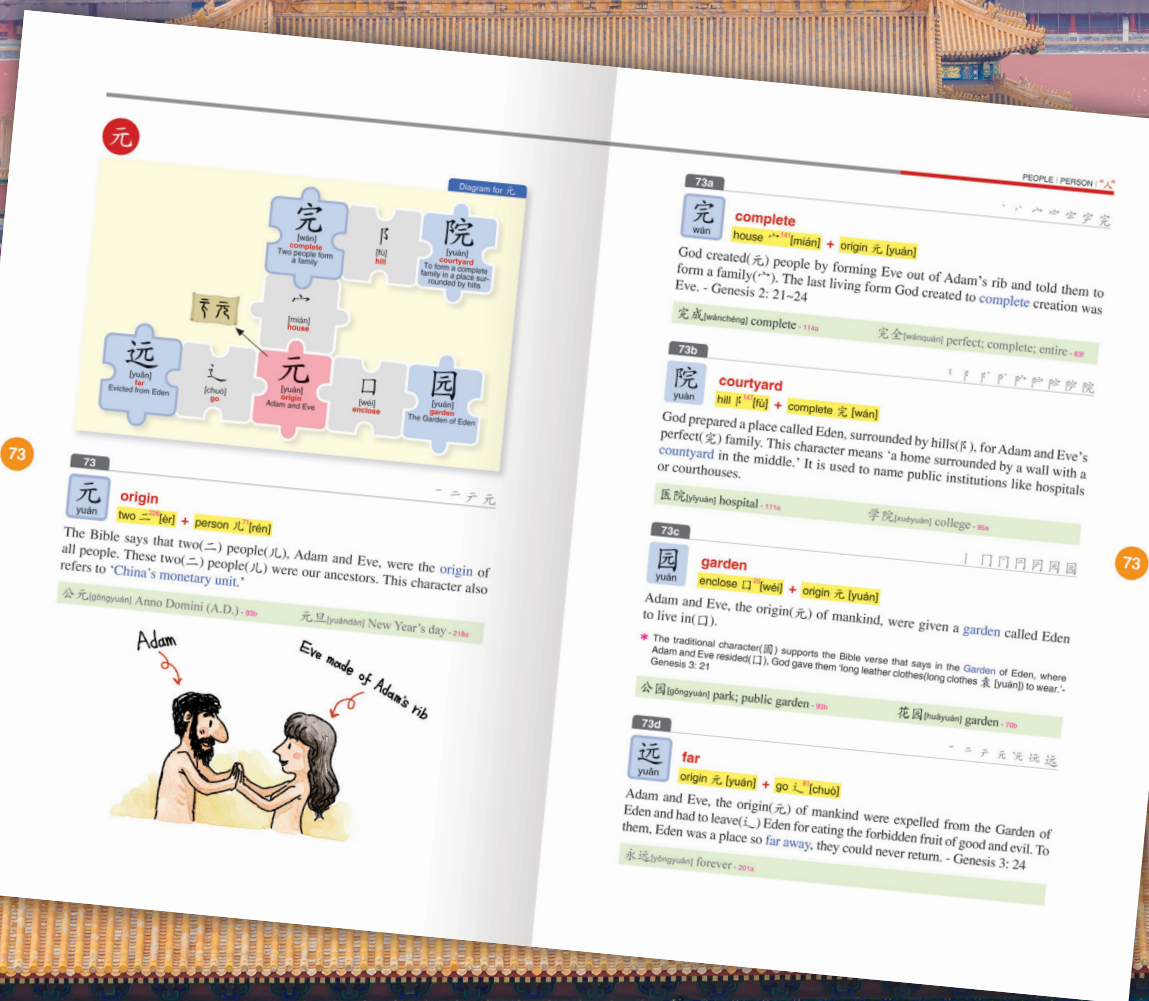 元
Diagram for 元
完
[wán]
complete
Two people form
a family
阝
[fù]
hill
院
[yuàn]
courtyard
To form a complete
family in a place sur-
rounded by hills
宀
[mián]
house
远
[yuǎn]
far
Evicted from Eden
辶
[chuò]
go
元
[yuán]
origin
Adam and Eve
囗
[wéi]
enclose
园
[yuán]
garden
The Garden of Eden
73
73
元
yuán
一 二 テ 元
origin
two 二[èr] + person 儿[rén]
The Bible says that two(二) people(儿), Adam and Eve, were the origin of
all people. These two(二) people(儿) were our ancestors. This character also
refers to ‘China’s monetary unit.’
公元[gōngyuán] Anno Domini (A.D.) - 93b 元旦[yuándàn] New Year’s day - 218a
Adam
Eve made of Adam's rib
PEOPLE | PERSON | “人”
73a
完
wán
complete
house 宀141[mián] + origin 元 [yuán]
God created(元) people by forming Eve out of Adam’s rib and told them to
form a family(宀). The last living form God created to complete creation was
Eve. - Genesis 2: 21~24
完成[wánchéng] complete - 114a 完全[wánquán] perfect; complete; entire - 63f
73b
院
yuàn
courtyard
hill 阝147[fù] + complete 完 [wán]
God prepared a place called Eden, surrounded by hills(阝), for Adam and Eve’s
perfect(完) family. This character means ‘a home surrounded by a wall with a
countyard in the middle.’ It is used to name public institutions like hospitals
or courthouses.
医院[yīyuàn] hospital - 111a 学院[xuéyuàn] college - 95a
73c
园
yuán
garden
enclose 囗[wéi] + origin 元 [yuán]
Adam and Eve, the origin(元) of mankind, were given a garden called Eden
to live in(囗).
* The traditional character(園) supports the Bible verse that says in the Garden of Eden, where
Adam and Eve resided(囗), God gave them ‘long leather clothes(long clothes 袁 [yuán]) to wear.’-
Genesis 3: 21
公园[gōngyuán] park; public garden - 93b 花园[huāyuán] garden - 70b
73d
远
yuǎn
far
origin 元 [yuán] + go 辶[chuò]
Adam and Eve, the origin(元) of mankind were expelled from the Garden of
Eden and had to leave(辶) Eden for eating the forbidden fruit of good and evil. To
them, Eden was a place so far away, they could never return. - Genesis 3: 24
永远[yǒngyuǎn] forever - 201a
73